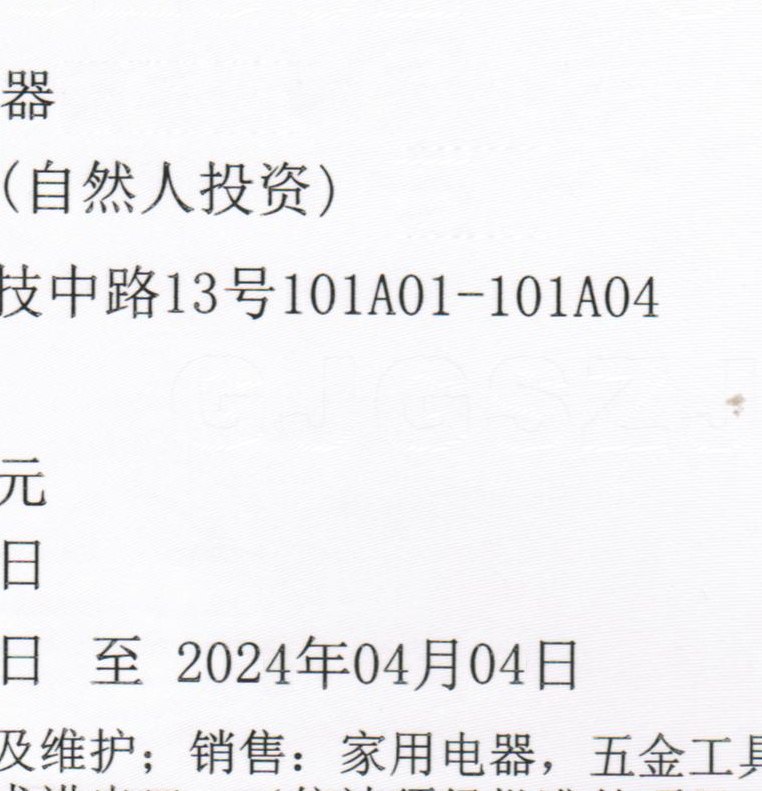 器
(自然人投资)
技中路13号101A01-101A04
GJGSZJ
元
日
日 至 2024年04月04日
及维护；销售：家用电器，五金工具